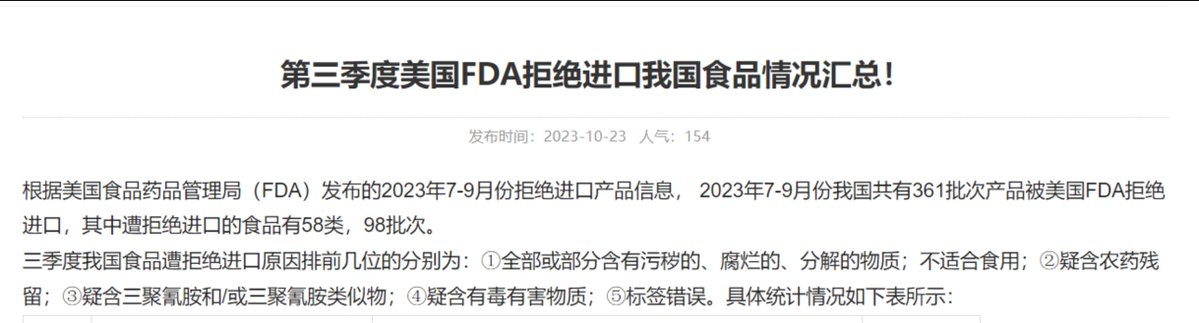 第三季度美国FDA拒绝进口我国食品情况汇总！
发布时间：2023-10-23 人气：154
根据美国食品药品管理局（FDA）发布的2023年7-9月份拒绝进口产品信息， 2023年7-9月份我国共有361批次产品被美国FDA拒绝
进口，其中遭拒绝进口的食品有58类，98批次。
三季度我国食品遭拒绝进口原因排前几位的分别为：①全部或部分含有污秽的、腐烂的、分解的物质；不适合食用；②疑含农药残
留；③疑含三聚氰胺和/或三聚氰胺类似物；④疑含有毒有害物质；⑤标签错误。具体统计情况如下表所示：